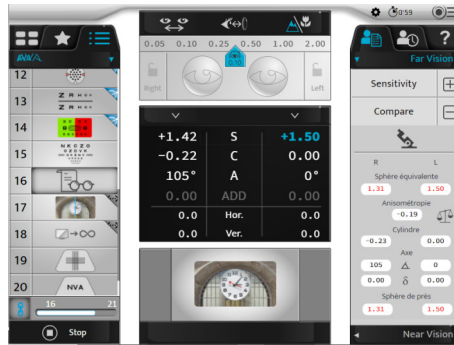 0:59
0.05 0.10 0.25 0.50 1.00 2.00
Right
Left
12
13
14
15
16
17
18
19
20 NVA
16 21
Stop
+1.42 S +1.50
−0.22 C 0.00
105° A 0°
0.00 ADD 0.00
0.0 Hor. 0.0
0.0 Ver. 0.0
?
Far Vision
Sensitivity +
Compare −
R L
Sphère équivalente
1.31 1.50
Anisométropie
−0.19
Cylindre
−0.23 0.00
Axe
105 0
0.00 δ 0.00
Sphère de près
1.31 1.50
Near Vision